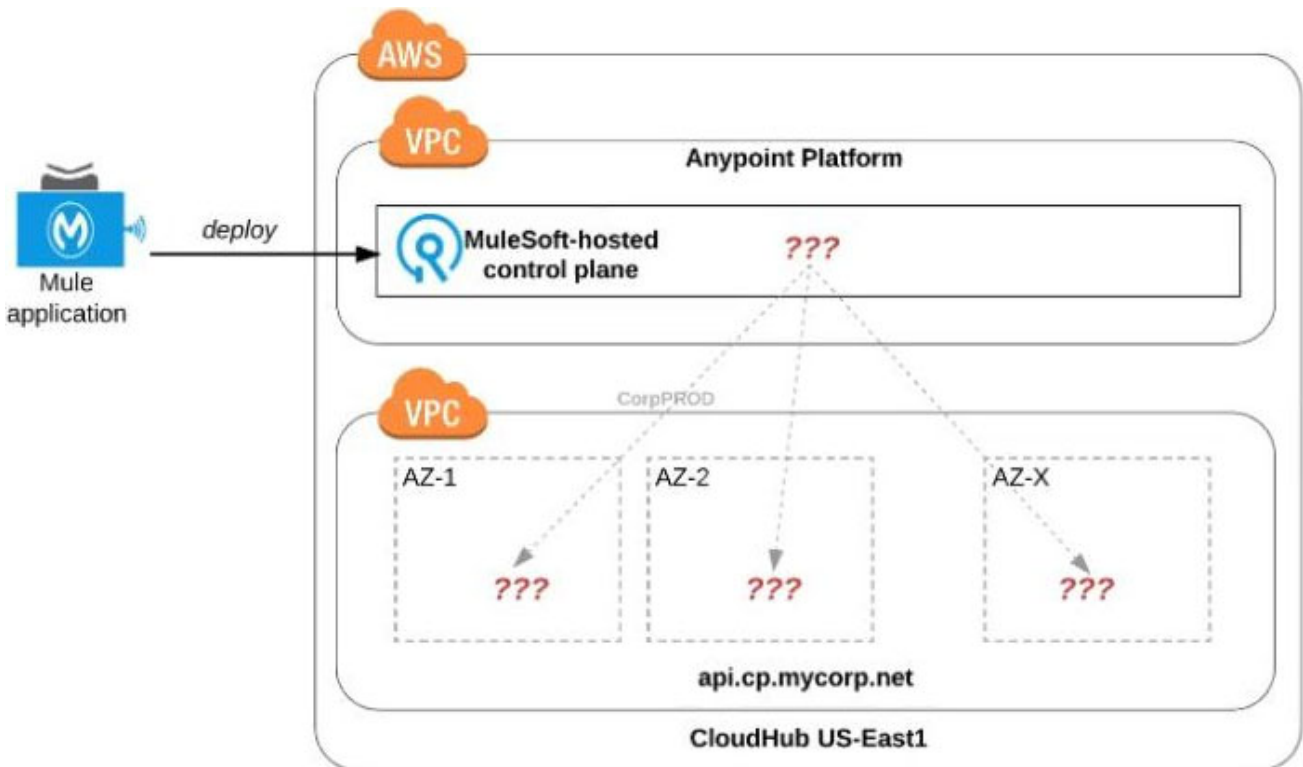 AWS
VPC
Anypoint Platform
deploy
MuleSoft-hosted
control plane
???
Mule
application
VPC
CorpPROD
AZ-1
AZ-2
AZ-X
???
???
???
api.cp.mycorp.net
CloudHub US-East1